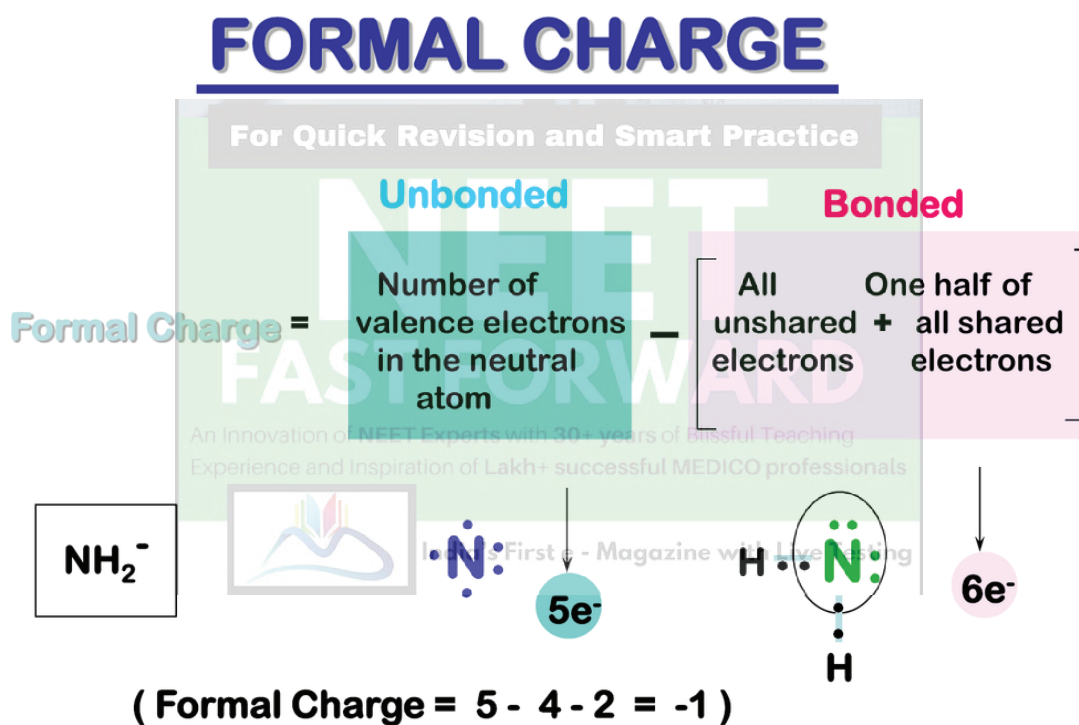 FORMAL CHARGE
For Quick Revision and Smart Practice
NEET
Unbonded
Bonded
Formal Charge = Number of valence electrons in the neutral atom − [ All unshared electrons + One half of all shared electrons ]
FAST FORWARD
An Innovation of NEET Experts with 30+ years of Blissful Teaching
Experience and Inspiration of Lakh+ successful MEDICO professionals
India's First e - Magazine with Live Testing
NH₂⁻
N
5e⁻
H N
6e⁻
H
( Formal Charge = 5 - 4 - 2 = -1 )